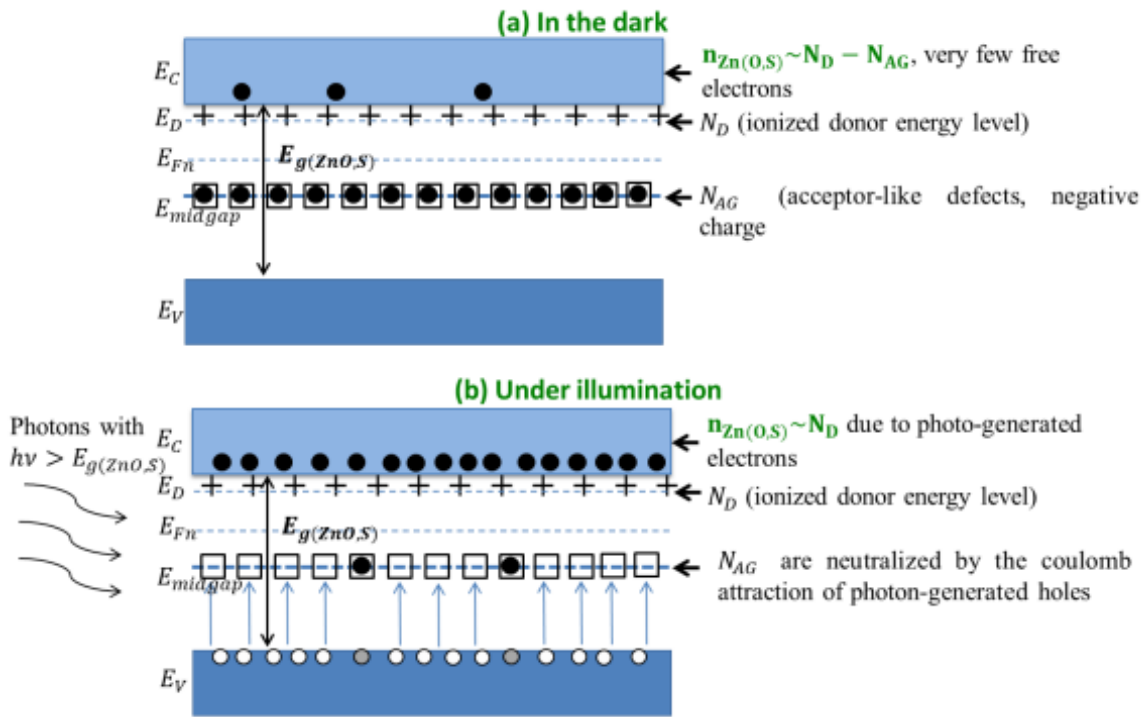 (a) In the dark
E_C
n_Zn(O,S)~N_D − N_AG, very few free
electrons
E_D
N_D (ionized donor energy level)
E_Fn
E_g(ZnO,S)
E_midgap
N_AG (acceptor-like defects, negative
charge
E_V
(b) Under illumination
Photons with
hν > E_g(ZnO,S)
E_C
n_Zn(O,S)~N_D due to photo-generated
electrons
E_D
N_D (ionized donor energy level)
E_Fn
E_g(ZnO,S)
E_midgap
N_AG are neutralized by the coulomb
attraction of photon-generated holes
E_V